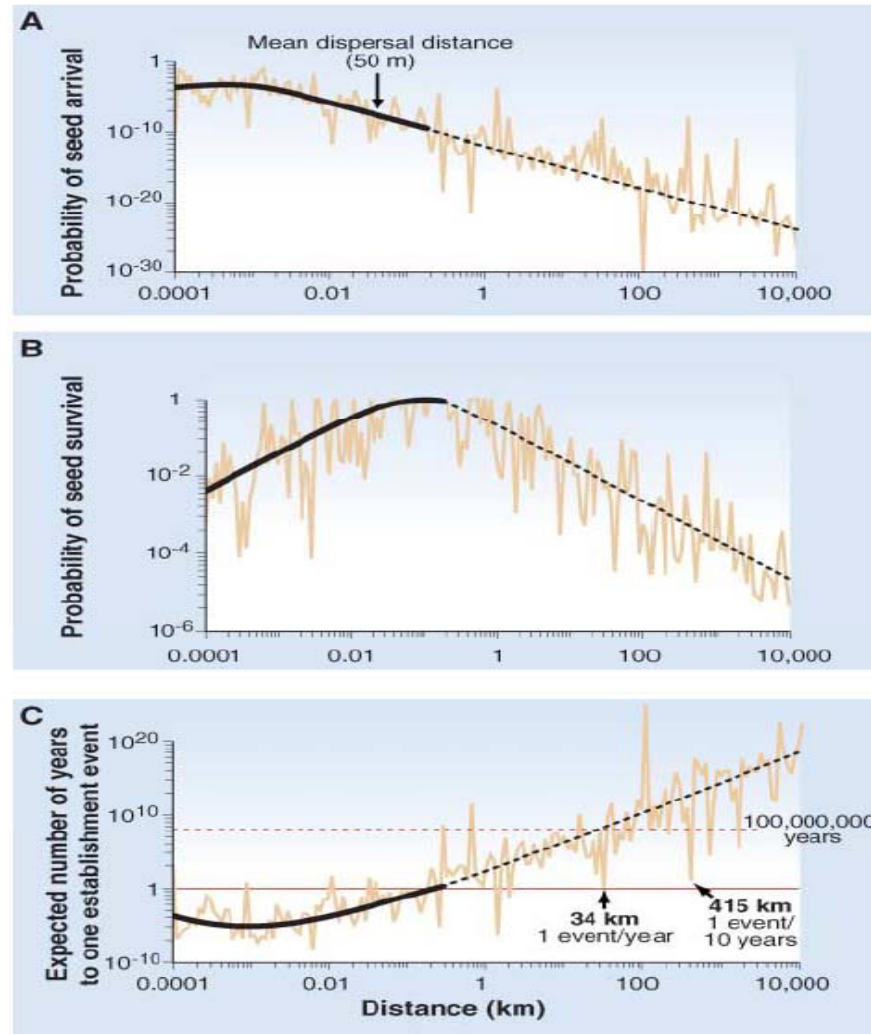 A
Probability of seed arrival
Mean dispersal distance
(50 m)
1
10-10
10-20
10-30
0.0001 0.01 1 100 10,000
B
Probability of seed survival
1
10-2
10-4
10-6
0.0001 0.01 1 100 10,000
C
Expected number of years
to one establishment event
1020
1010
1
10-10
100,000,000
years
34 km
1 event/year
415 km
1 event/
10 years
0.0001 0.01 1 100 10,000
Distance (km)